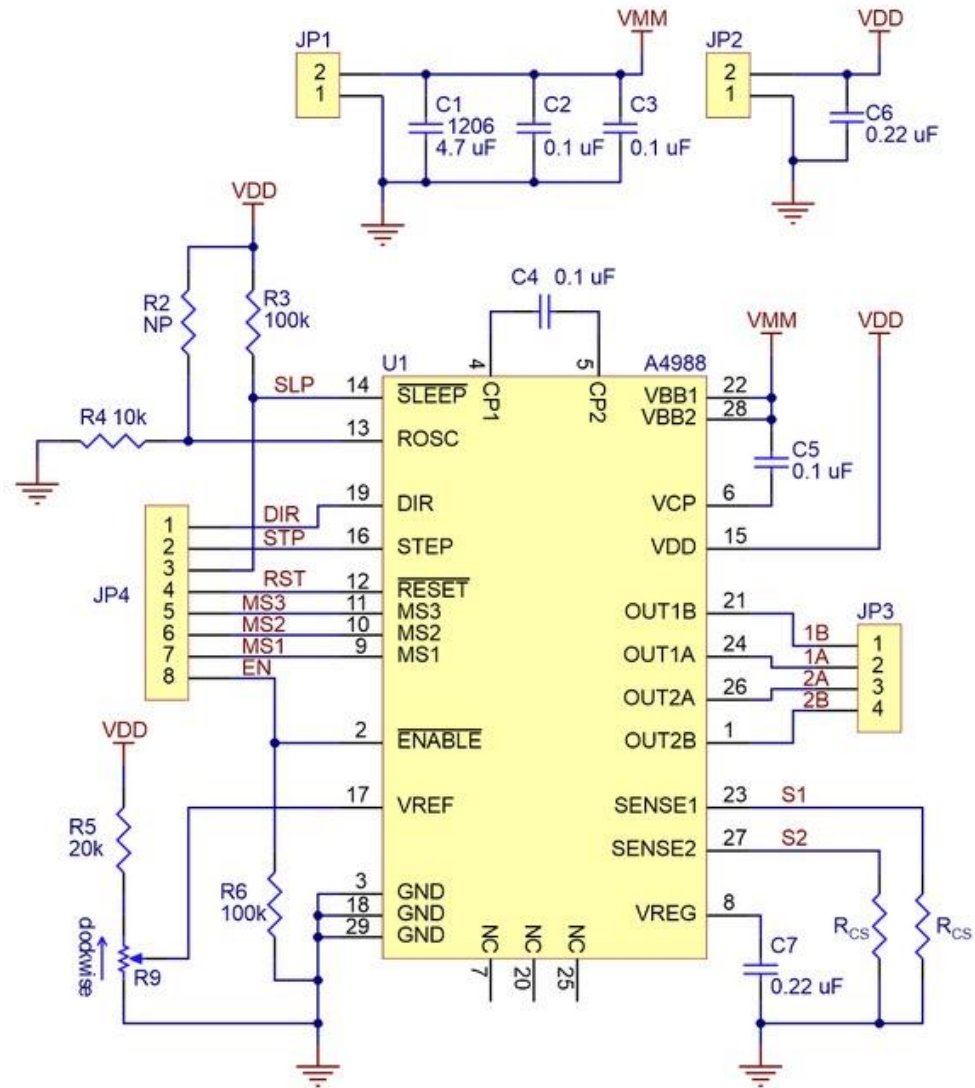 VMM
JP1
2
1
C1
1206
4.7 uF
C2
0.1 uF
C3
0.1 uF
VDD
JP2
2
1
C6
0.22 uF
VDD
R2
NP
R3
100k
C4 0.1 uF
VMM
VDD
U1
A4988
4
CP1
5
CP2
SLP
14
SLEEP
R4 10k
13
ROSC
VBB1
22
VBB2
28
C5
0.1 uF
VCP
6
VDD
15
JP4
1
2
3
4
5
6
7
8
DIR
19
DIR
STP
16
STEP
RST
12
RESET
MS3
11
MS3
MS2
10
MS2
MS1
9
MS1
EN
2
ENABLE
OUT1B
21
1B
OUT1A
24
1A
OUT2A
26
2A
OUT2B
1
2B
JP3
1
2
3
4
VDD
R5
20k
17
VREF
R6
100k
3
GND
18
GND
29
GND
clockwise
R9
SENSE1
23
S1
SENSE2
27
S2
VREG
8
C7
0.22 uF
RCS
RCS
NC
7
NC
20
NC
25